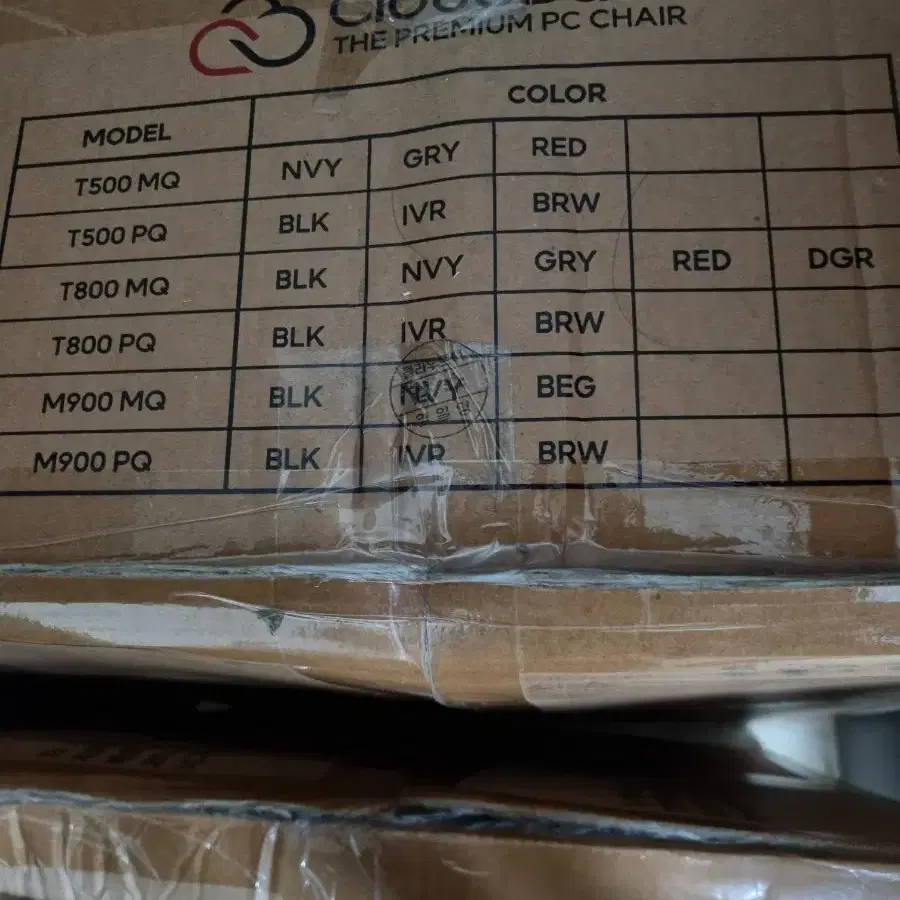 THE PREMIUM PC CHAIR
MODEL COLOR
T500 MQ NVY GRY RED
T500 PQ BLK IVR BRW
T800 MQ BLK NVY GRY RED DGR
T800 PQ BLK IVR BRW
M900 MQ BLK NVY BEG
M900 PQ BLK IVR BRW